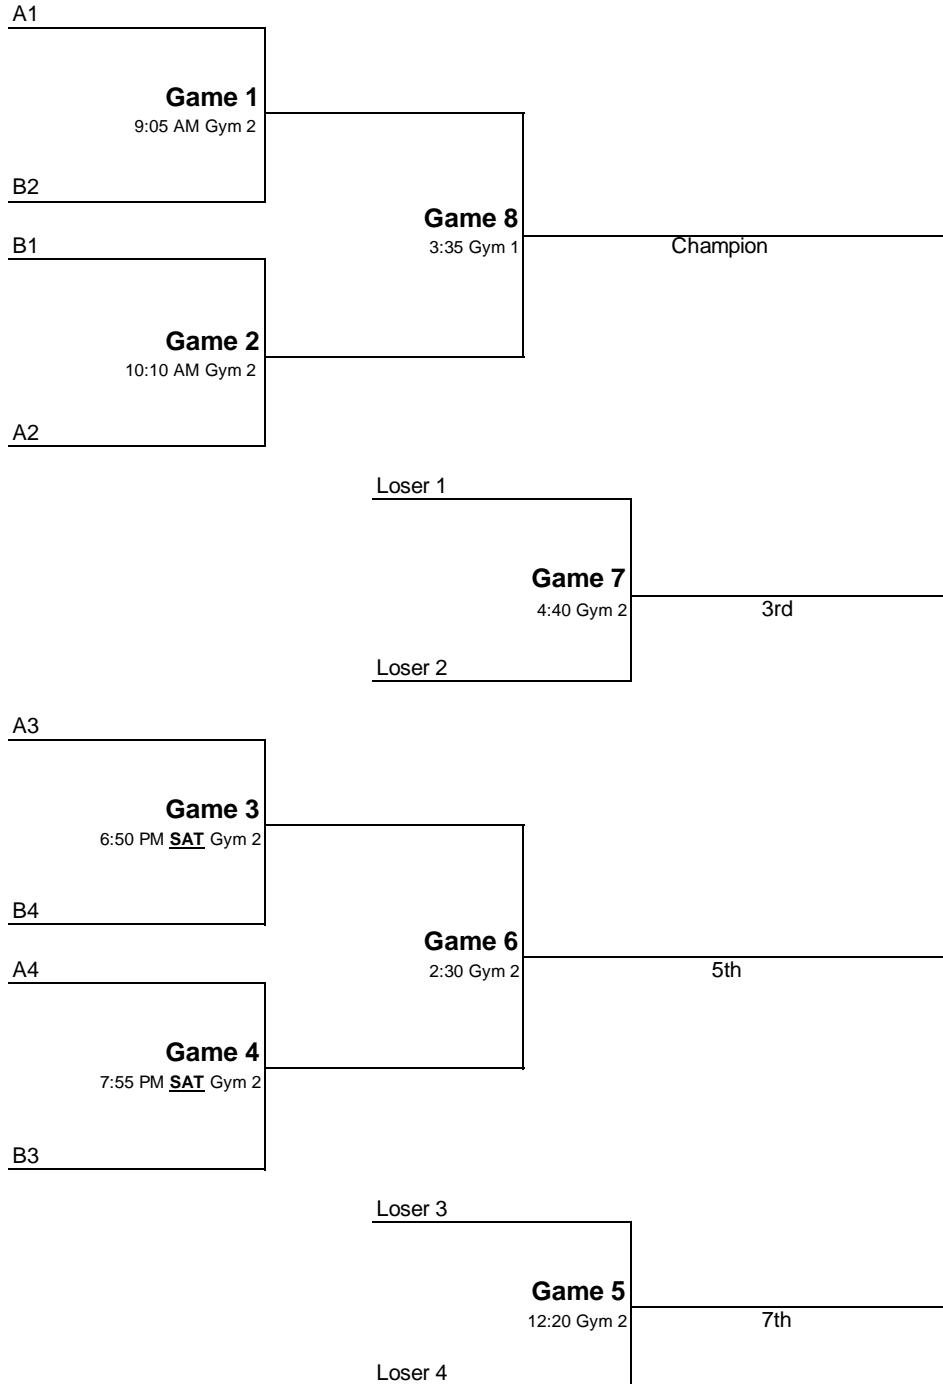 A1
Game 1
9:05 AM Gym 2
B2
Game 8
B1
3:35 Gym 1
Champion
Game 2
10:10 AM Gym 2
A2
Loser 1
Game 7
4:40 Gym 2
3rd
Loser 2
A3
Game 3
6:50 PM SAT Gym 2
B4
Game 6
A4
2:30 Gym 2
5th
Game 4
7:55 PM SAT Gym 2
B3
Loser 3
Game 5
12:20 Gym 2
7th
Loser 4